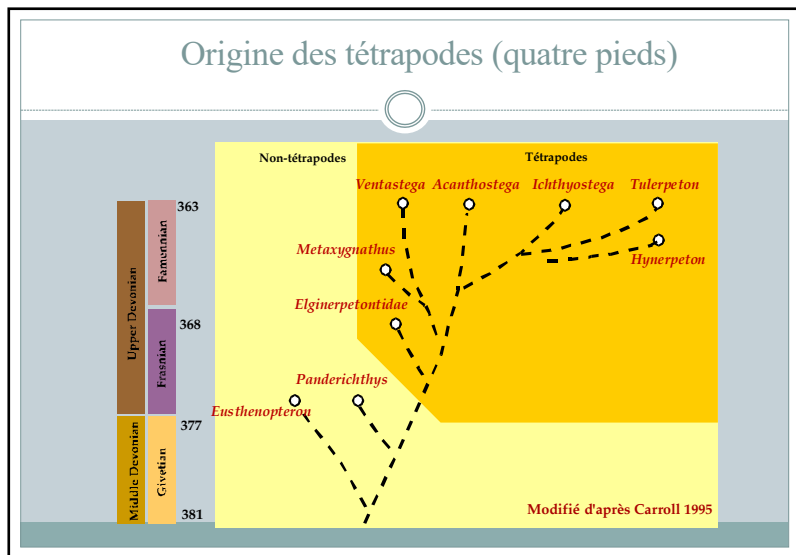 Origine des tétrapodes (quatre pieds)
Non-tétrapodes
Tétrapodes
Ventastega
Acanthostega
Ichthyostega
Tulerpeton
363
Famennian
Metaxygnathus
Hynerpeton
Upper Devonian
Elginerpetontidae
368
Frasnian
Panderichthys
Eusthenopteron
377
Middle Devonian
Givetian
381
Modifié d'après Carroll 1995